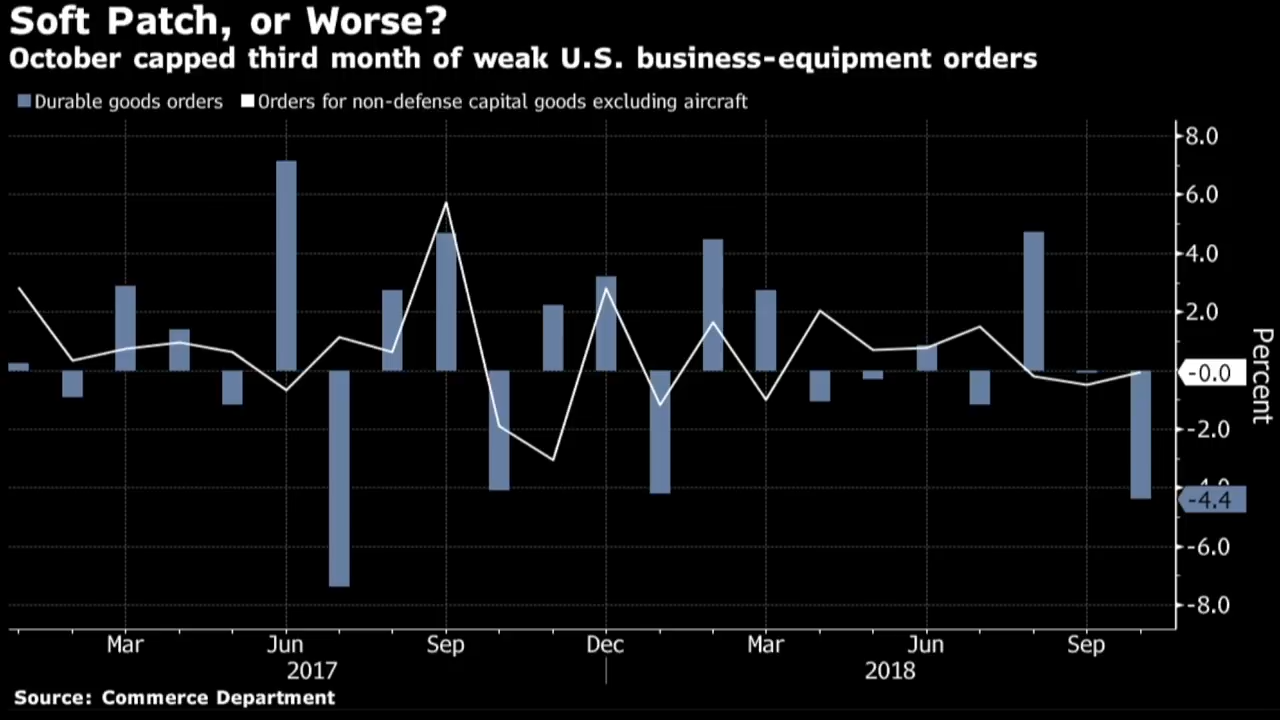 Soft Patch, or Worse?
October capped third month of weak U.S. business-equipment orders
Durable goods orders Orders for non-defense capital goods excluding aircraft
8.0
6.0
4.0
2.0
-0.0
-2.0
-4.0
-4.4
-6.0
-8.0
Percent
Mar Jun Sep Dec Mar Jun Sep
2017 2018
Source: Commerce Department